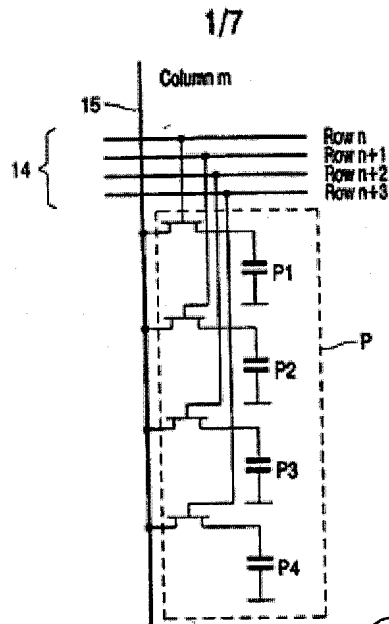 1/7
15
Column m
14
Row n
Row n+1
Row n+2
Row n+3
P1
P
P2
P3
P4